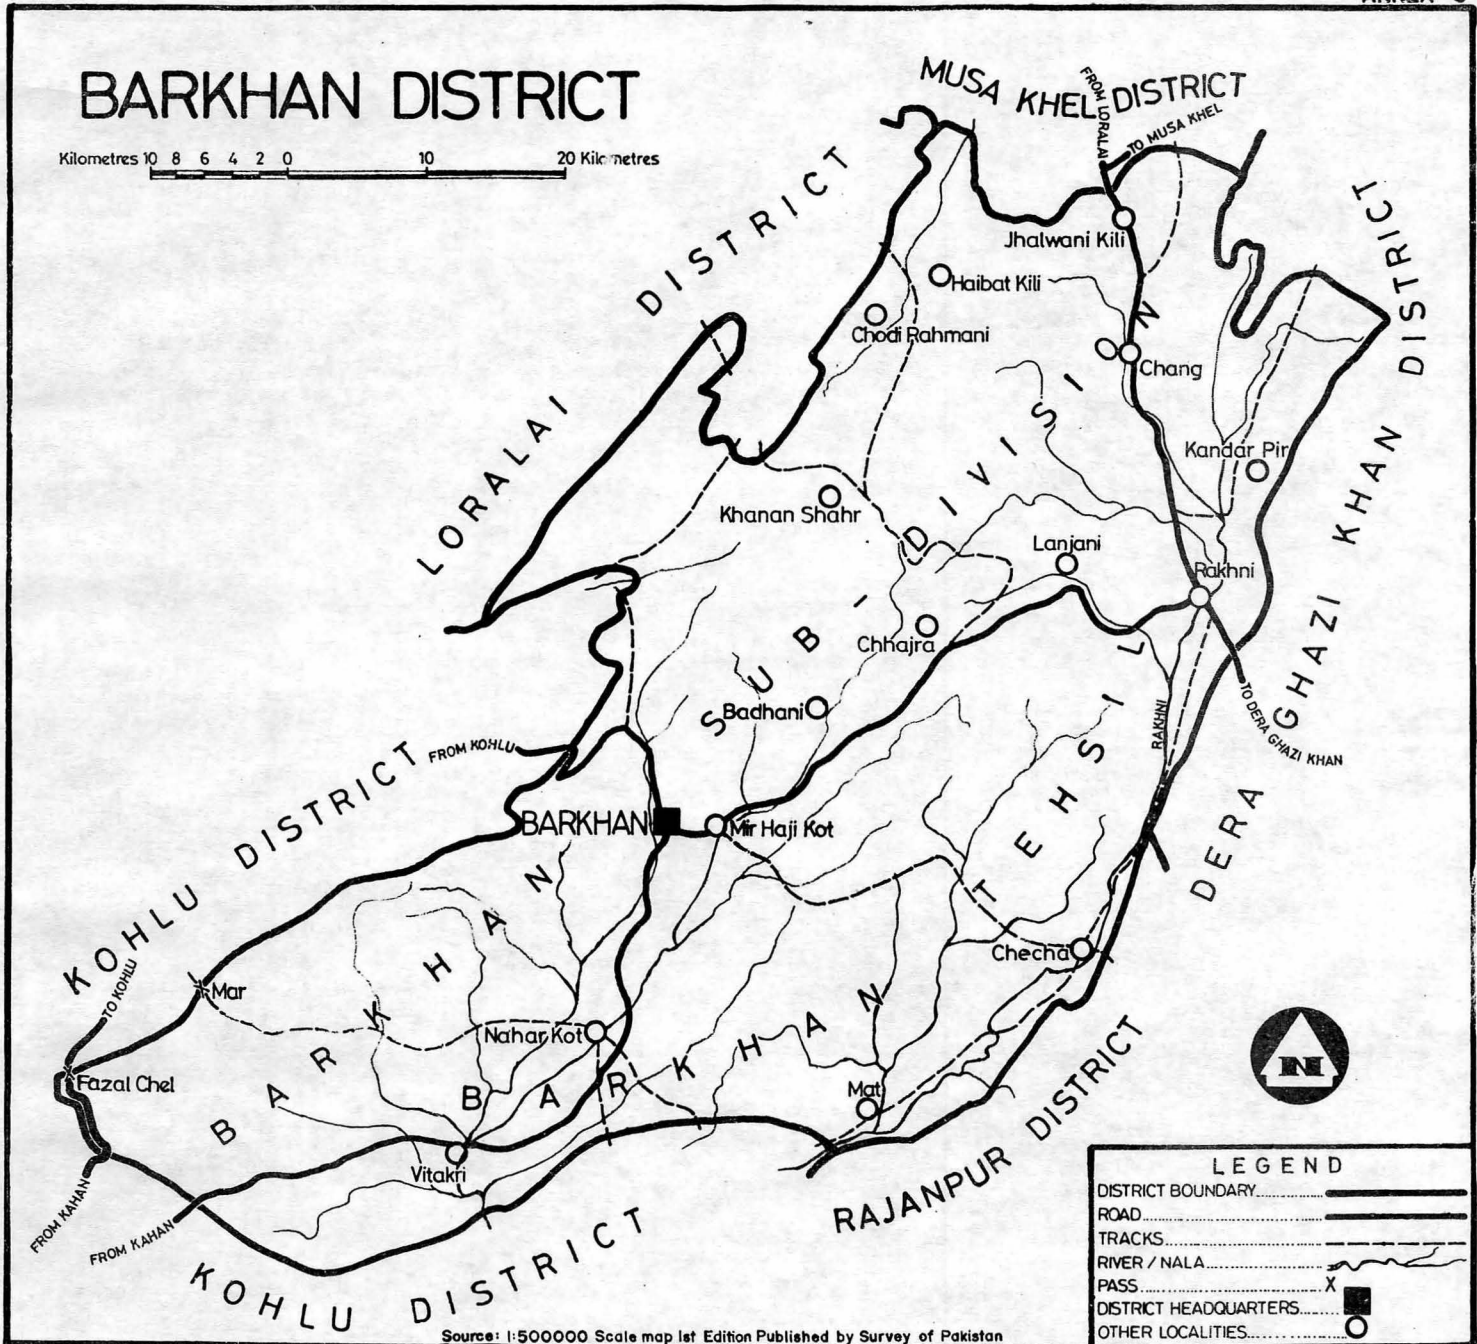 BARKHAN DISTRICT
Kilometres 10 8 6 4 2 0 10 20 Kilometres
MUSA KHEL DISTRICT
FROM LORALAI
TO MUSA KHEL
LORALAI DISTRICT
DERA GHAZI KHAN DISTRICT
Jhalwani Kili
Haibat Kili
Chodi Rahmani
Chang
Kandar Pir
Khanan Shahr
Lanjani
Rakhni
Chhajra
Badhani
RAKHNI
TO DERA GHAZI KHAN
KOHLU DISTRICT
FROM KOHLU
BARKHAN
Mir Haji Kot
BARKHAN SUB-DIVISION
BARKHAN TEHSIL
Checha
TO KOHLU
Mar
Nahar Kot
Fazal Chel
Mat
Vitakri
FROM KAHAN
FROM KAHAN
KOHLU DISTRICT
RAJANPUR DISTRICT
N
LEGEND
DISTRICT BOUNDARY
ROAD
TRACKS
RIVER / NALA
PASS X
DISTRICT HEADQUARTERS
OTHER LOCALITIES
Source: 1:500000 Scale map 1st Edition Published by Survey of Pakistan